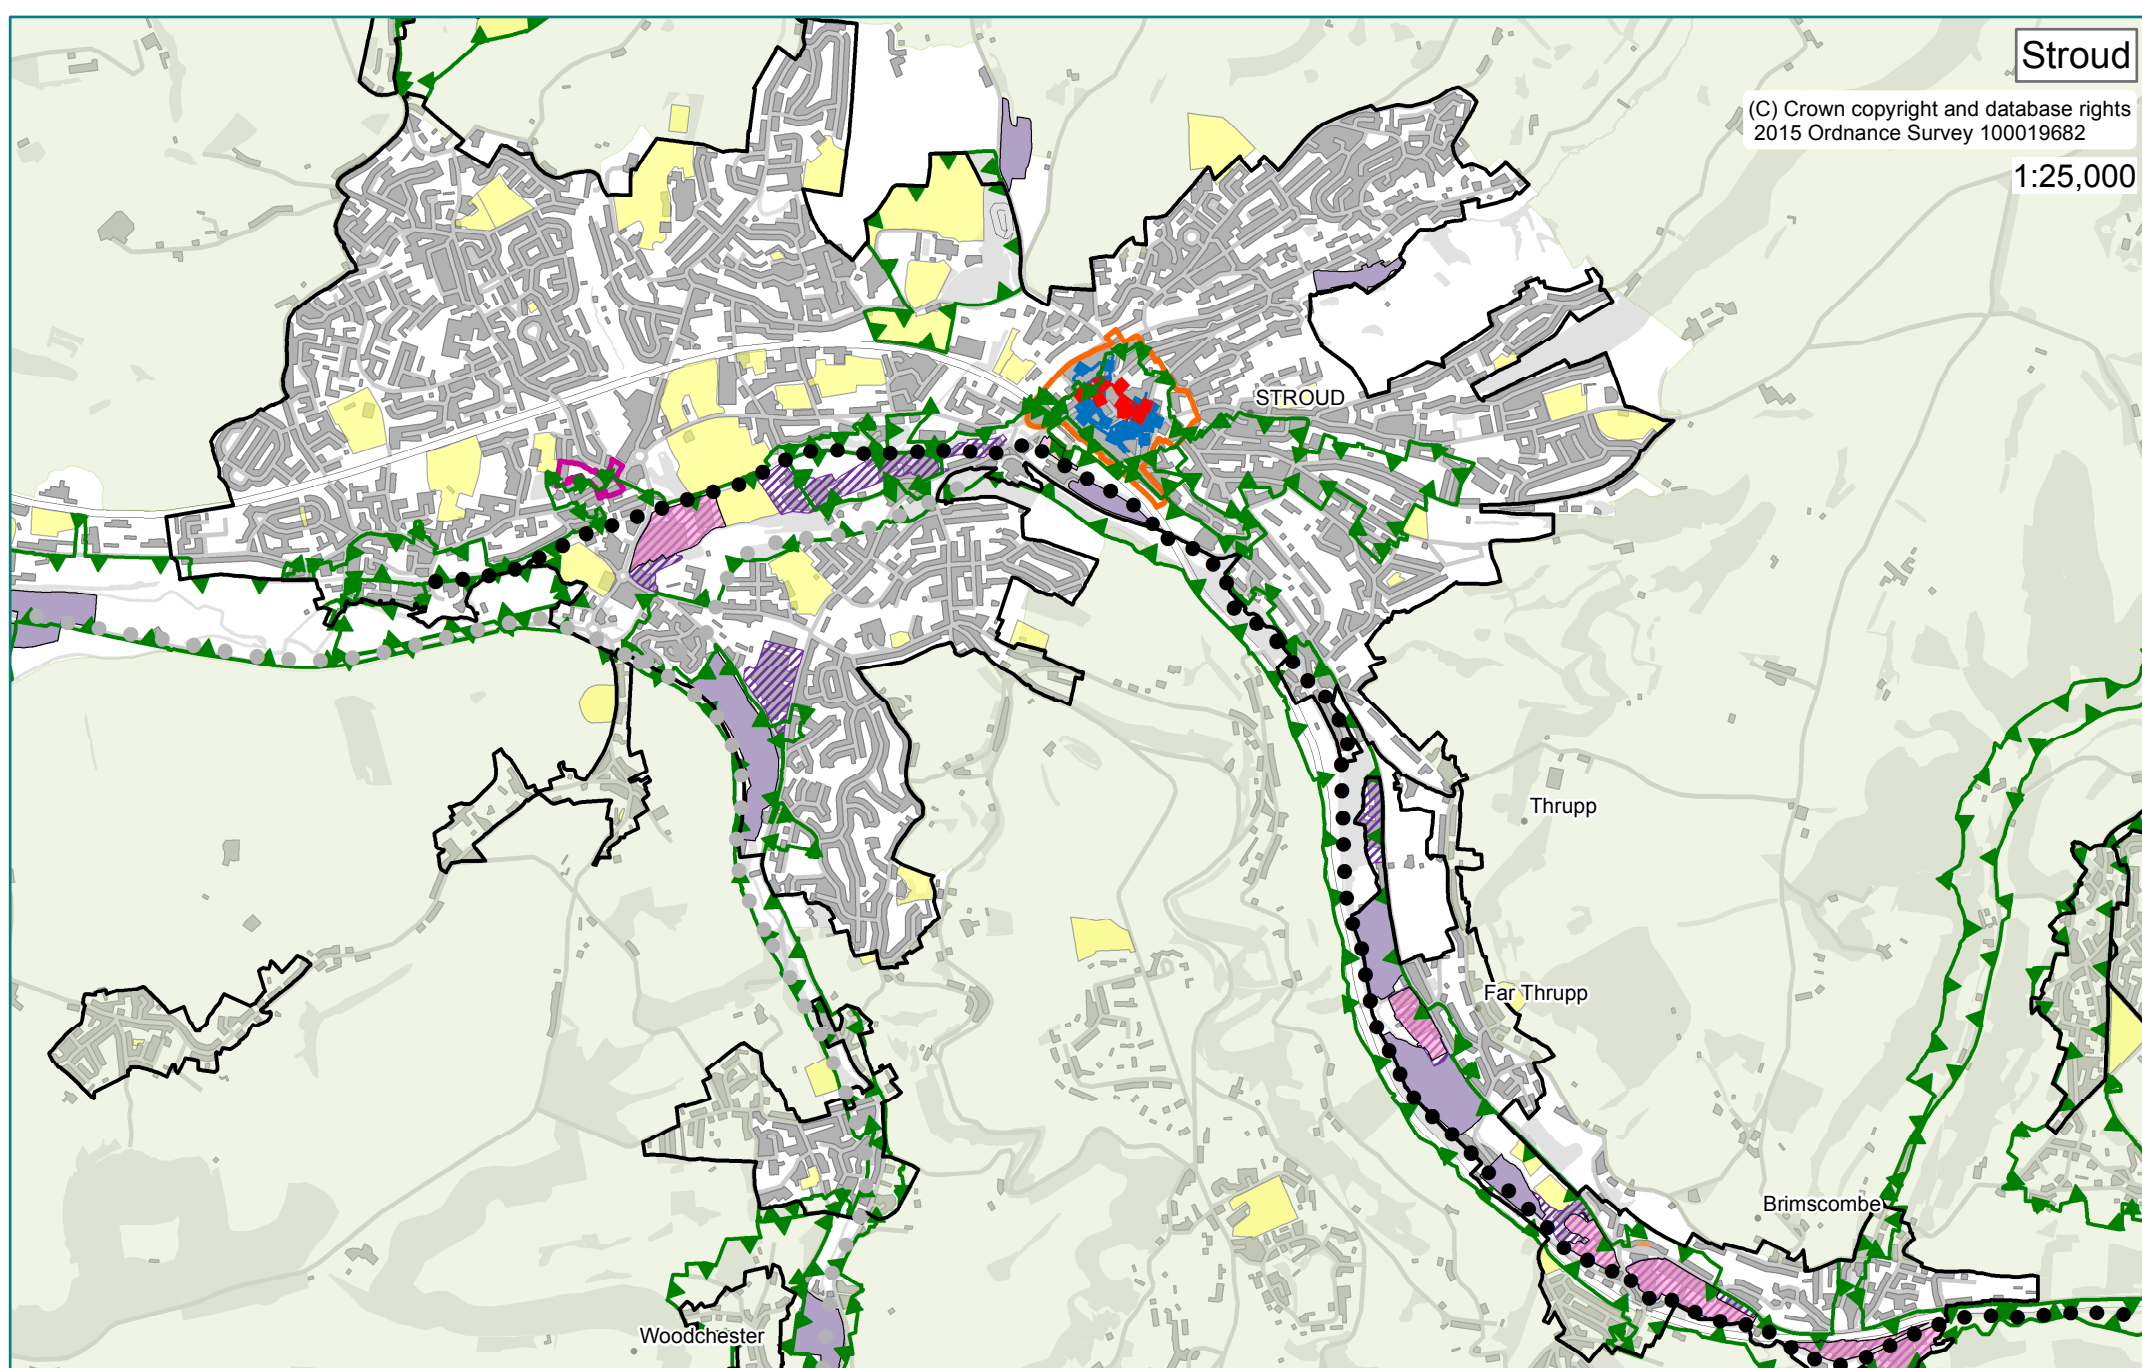 Stroud
(C) Crown copyright and database rights
2015 Ordnance Survey 100019682
1:25,000
STROUD
Thrupp
Far Thrupp
Brimscombe
Woodchester